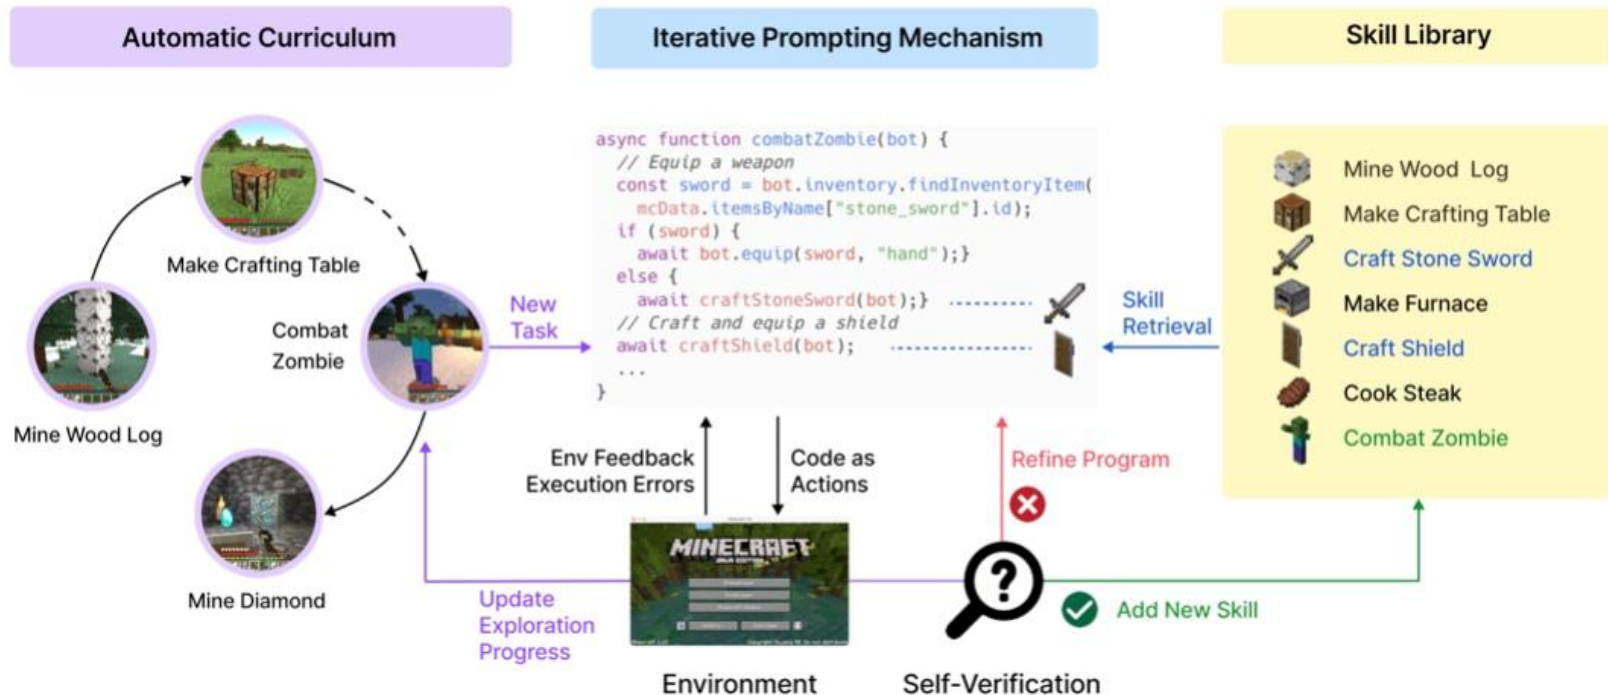 Automatic Curriculum
Iterative Prompting Mechanism
Skill Library
Make Crafting Table
Mine Wood Log
Combat
Zombie
Mine Diamond
New
Task
async function combatZombie(bot) {
// Equip a weapon
const sword = bot.inventory.findInventoryItem(
mcData.itemsByName["stone_sword"].id);
if (sword) {
await bot.equip(sword, "hand");}
else {
await craftStoneSword(bot);}
// Craft and equip a shield
await craftShield(bot);
...
}
Skill
Retrieval
Mine Wood Log
Make Crafting Table
Craft Stone Sword
Make Furnace
Craft Shield
Cook Steak
Combat Zombie
Env Feedback
Execution Errors
Code as
Actions
Refine Program
MINECRAFT
Update
Exploration
Progress
?
Add New Skill
Environment
Self-Verification